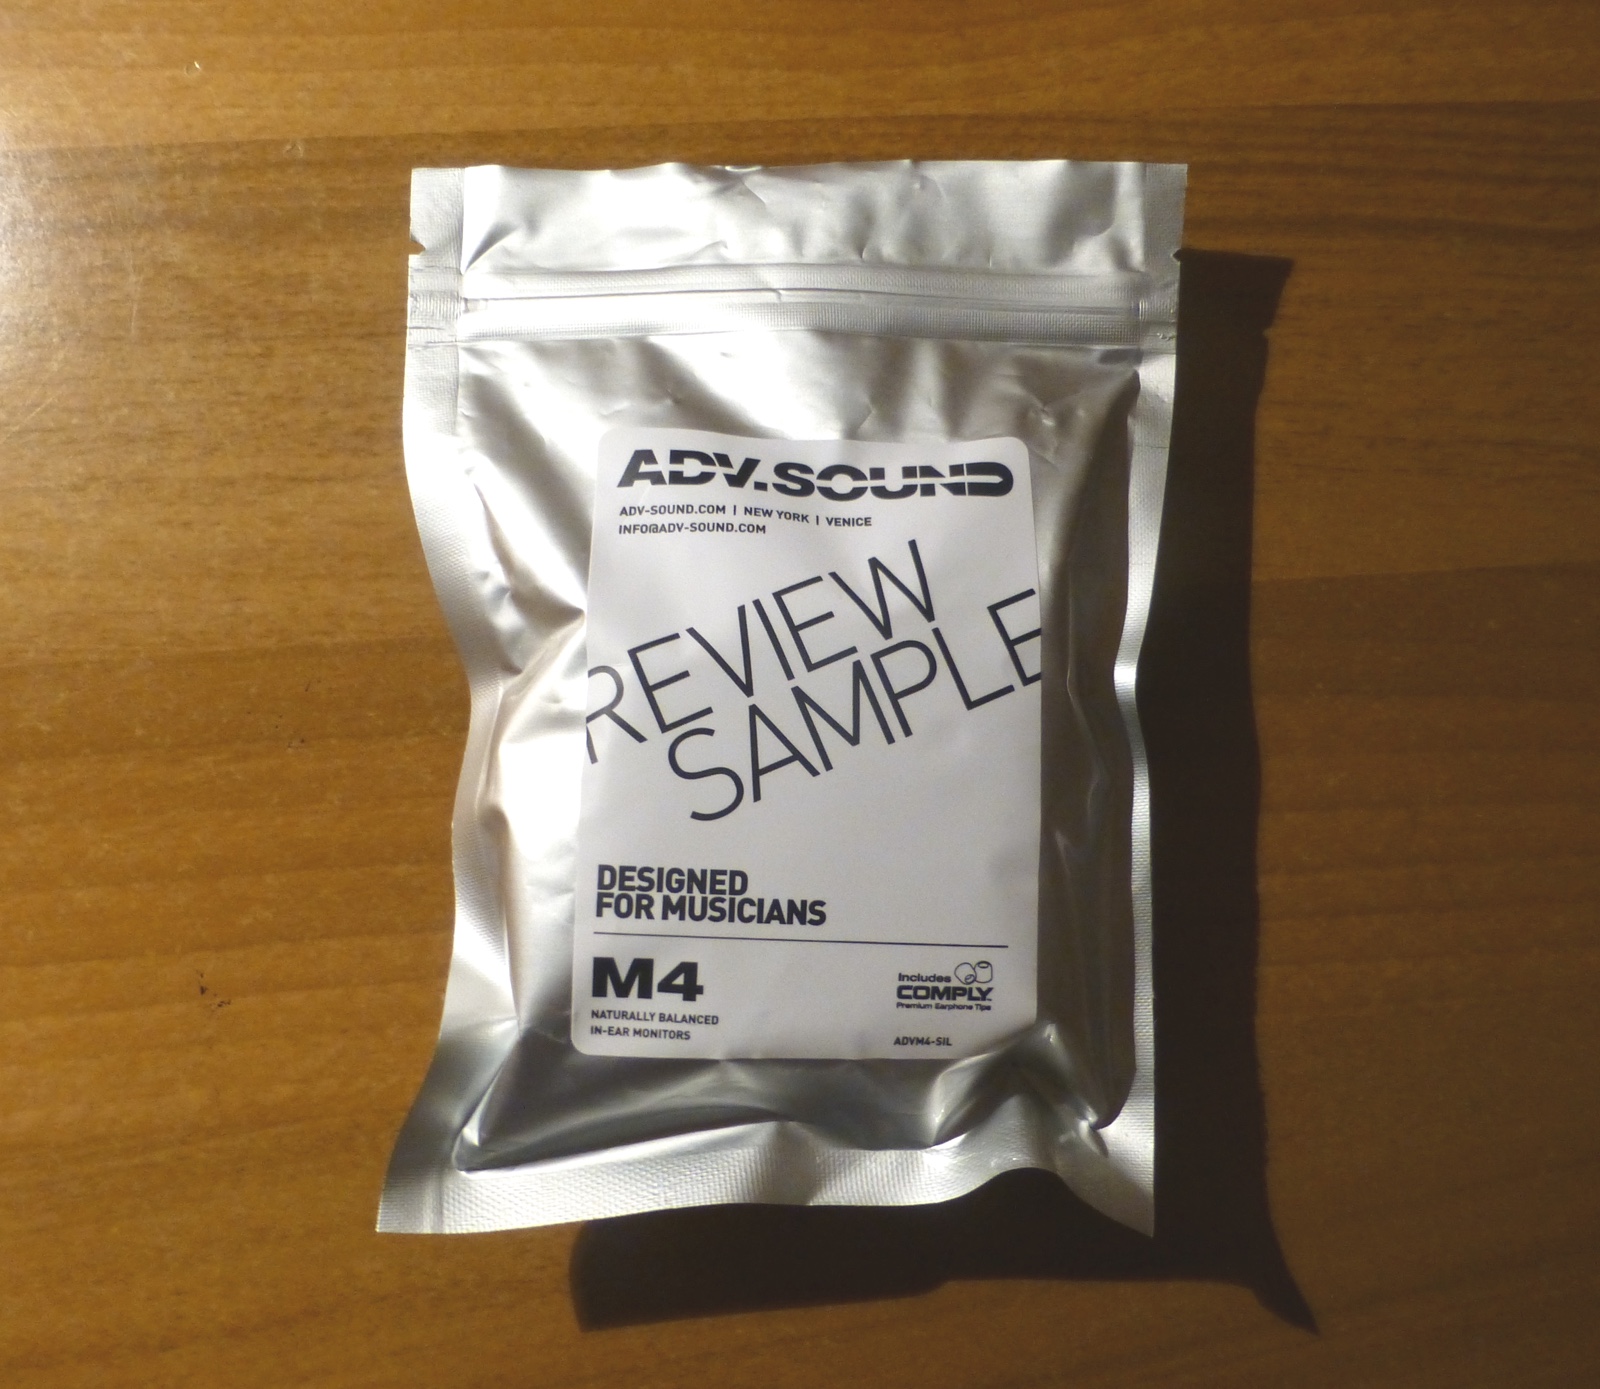 ADV.SOUND
ADV-SOUND.COM | NEW YORK | VENICE
INFO@ADV-SOUND.COM
REVIEW
SAMPLE
DESIGNED
FOR MUSICIANS
M4
NATURALLY BALANCED
IN-EAR MONITORS
Includes
COMPLY™
Premium Earphone Tips
ADVM4-SIL